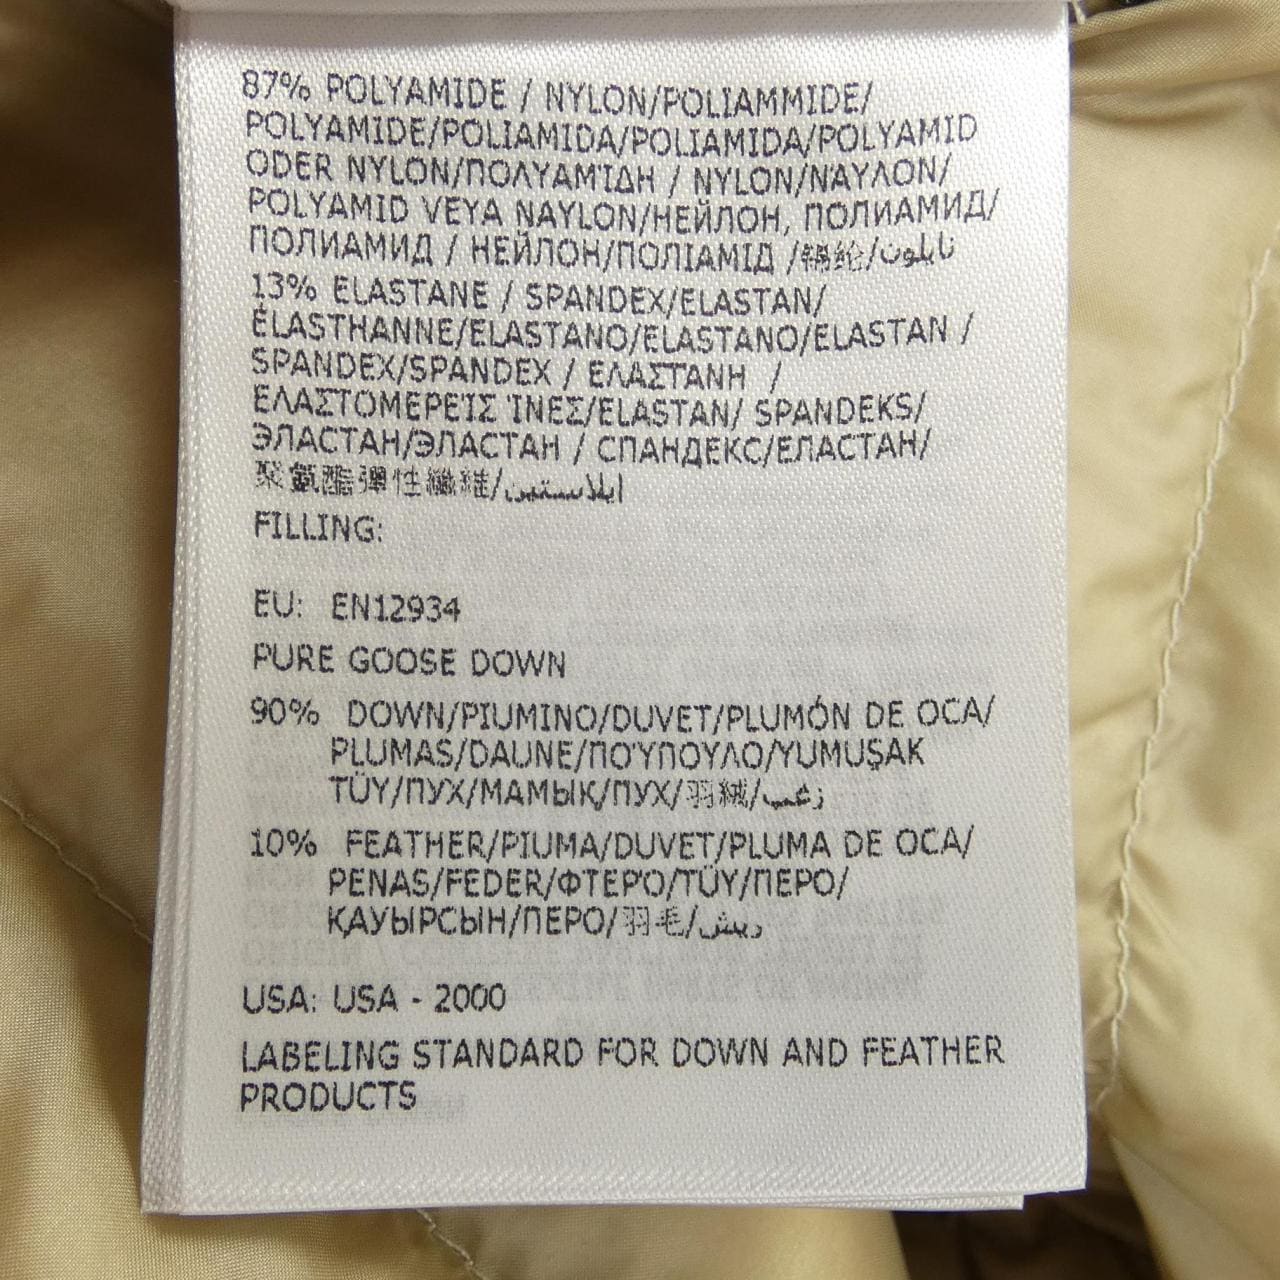 87% POLYAMIDE / NYLON/POLIAMMIDE/
POLYAMIDE/POLIAMIDA/POLIAMIDA/POLYAMID
ODER NYLON/ΠΟΛΥΑΜΊΔΗ / NYLON/ΝΆΥΛΟΝ/
POLYAMID VEYA NAYLON/НЕЙЛОН, ПОЛИАМИД/
ПОЛИАМИД / НЕЙЛОН/ПОЛІАМІД /锦纶/نايلون
13% ELASTANE / SPANDEX/ELASTAN/
ÉLASTHANNE/ELASTANO/ELASTANO/ELASTAN /
SPANDEX/SPANDEX / ΕΛΑΣΤΑΝΗ /
ΕΛΑΣΤΟΜΕΡΕΊΣ ΊΝΕΣ/ELASTAN/ SPANDEKS/
ЭЛАСТАН/ЭЛАСТАН / СПАНДЕКС/ЕЛАСТАН/
聚氨酯彈性纖維/ايلاستين
FILLING:
EU: EN12934
PURE GOOSE DOWN
90% DOWN/PIUMINO/DUVET/PLUMÓN DE OCA/
PLUMAS/DAUNE/ΠΟΎΠΟΥΛΟ/YUMUŞAK
TÜY/ПУХ/МАМЫҚ/ПУХ/羽絨/زغب
10% FEATHER/PIUMA/DUVET/PLUMA DE OCA/
PENAS/FEDER/ΦΤΕΡΌ/TÜY/ПЕРО/
ҚАУЫРСЫН/ПЕРО/羽毛/ريش
USA: USA - 2000
LABELING STANDARD FOR DOWN AND FEATHER
PRODUCTS